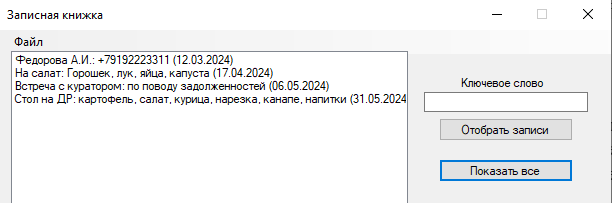 Записная книжка
Файл
Федорова А.И.: +79192223311 (12.03.2024)
На салат: Горошек, лук, яйца, капуста (17.04.2024)
Встреча с куратором: по поводу задолженностей (06.05.2024)
Стол на ДР: картофель, салат, курица, нарезка, канапе, напитки (31.05.2024
Ключевое слово
Отобрать записи
Показать все